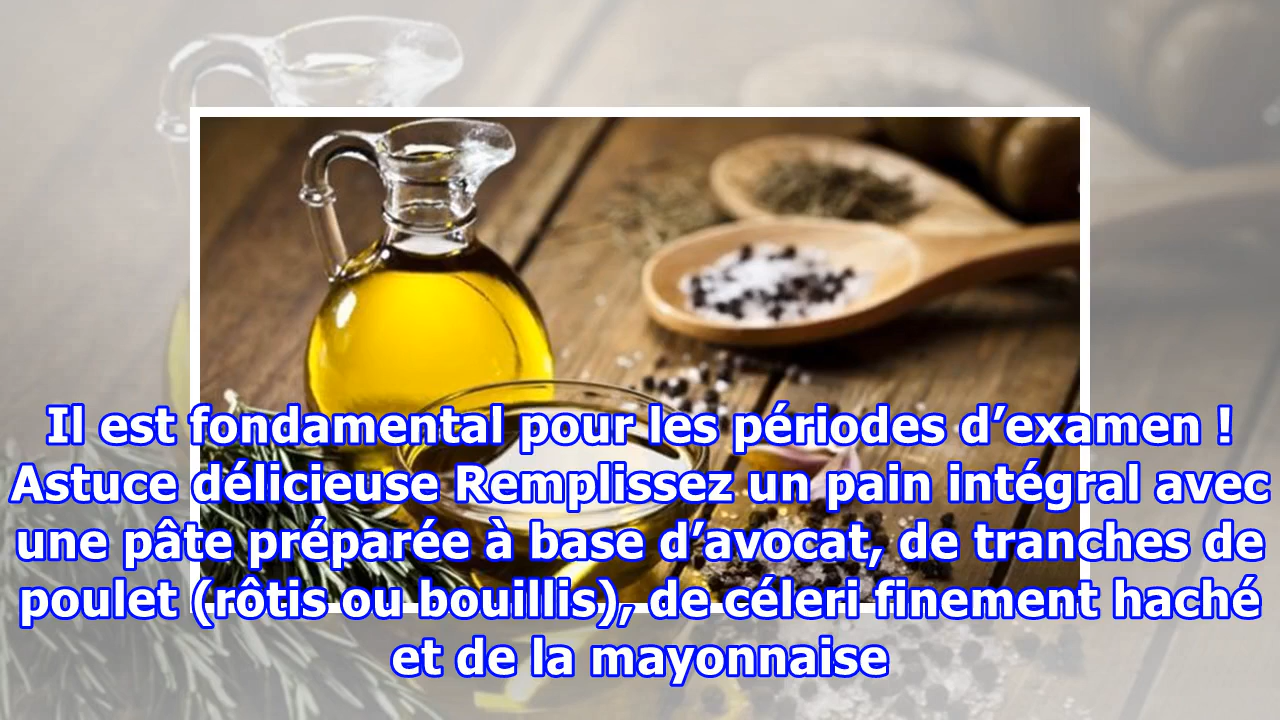 Il est fondamental pour les périodes d’examen !
Astuce délicieuse Remplissez un pain intégral avec
une pâte préparée à base d’avocat, de tranches de
poulet (rôtis ou bouillis), de céleri finement haché
et de la mayonnaise